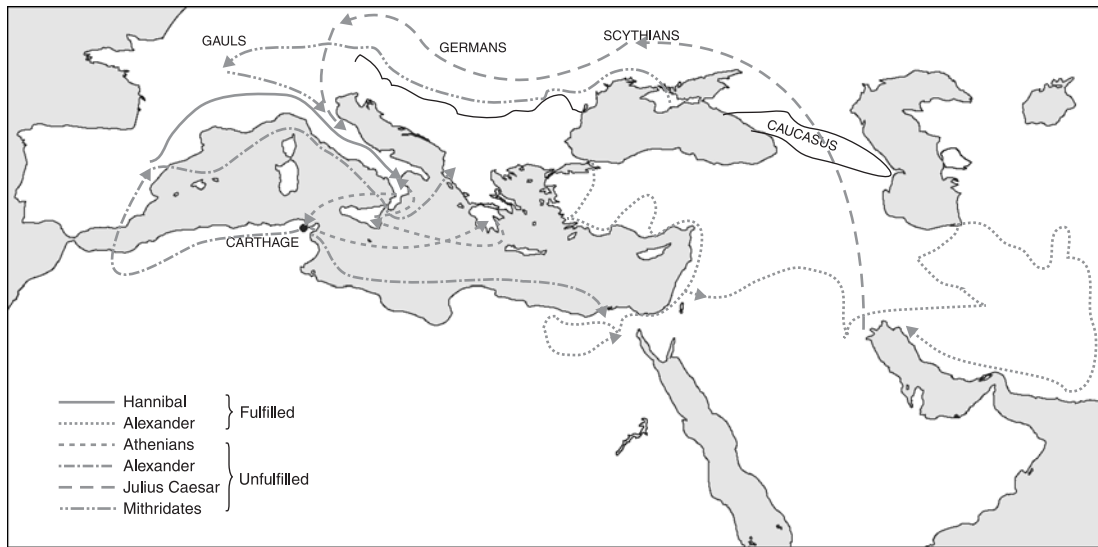 GAULS
GERMANS
SCYTHIANS
CAUCASUS
CARTHAGE
Hannibal
Alexander
Fulfilled
Athenians
Alexander
Julius Caesar
Mithridates
Unfulfilled